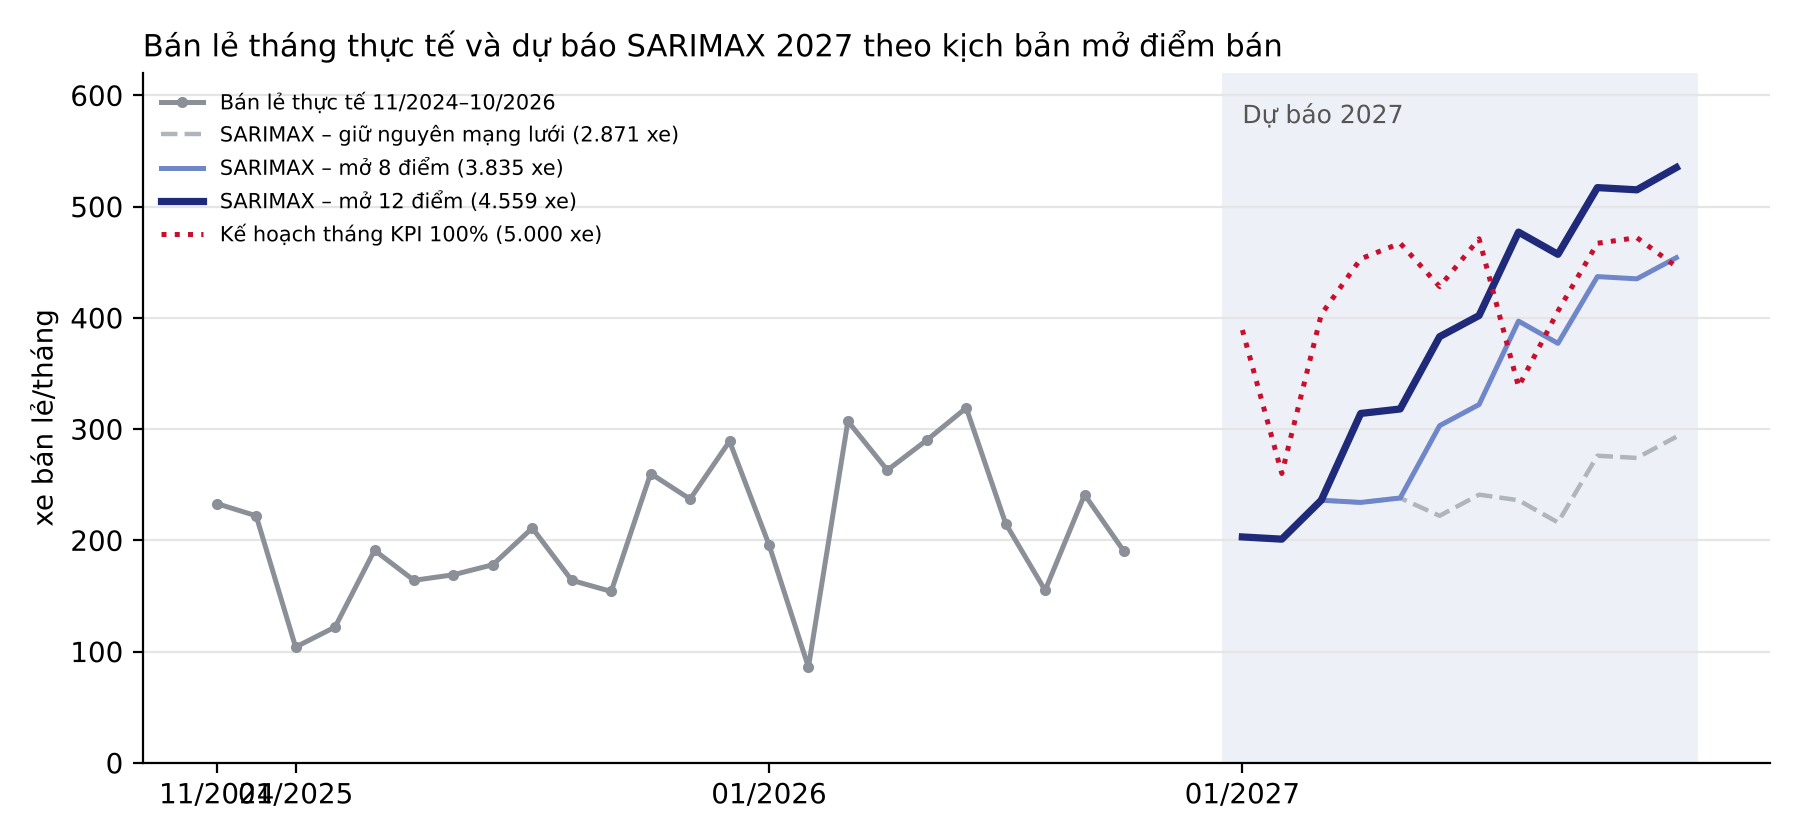 Bán lẻ tháng thực tế và dự báo SARIMAX 2027 theo kịch bản mở điểm bán
xe bán lẻ/tháng
600
500
400
300
200
100
0
Bán lẻ thực tế 11/2024–10/2026
SARIMAX – giữ nguyên mạng lưới (2.871 xe)
SARIMAX – mở 8 điểm (3.835 xe)
SARIMAX – mở 12 điểm (4.559 xe)
Kế hoạch tháng KPI 100% (5.000 xe)
Dự báo 2027
11/2024
01/2025
01/2026
01/2027